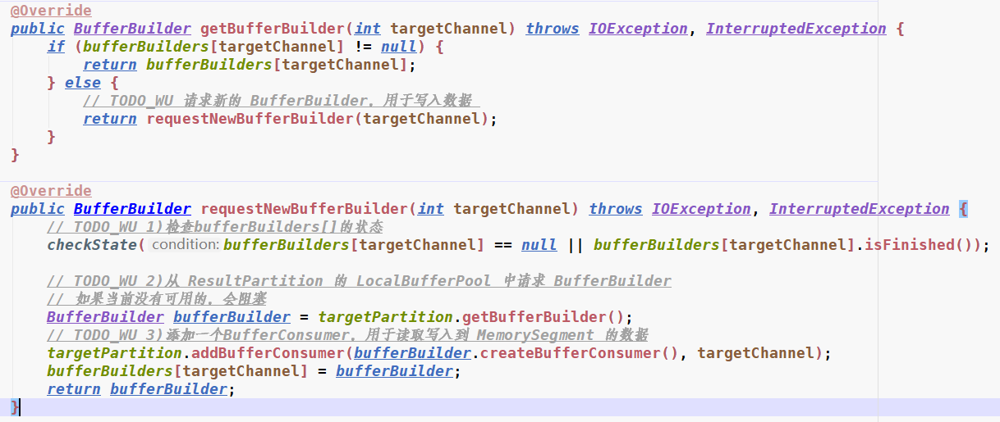 @Override
public BufferBuilder getBufferBuilder(int targetChannel) throws IOException, InterruptedException {
    if (bufferBuilders[targetChannel] != null) {
        return bufferBuilders[targetChannel];
    } else {
        // TODO_WU 请求新的 BufferBuilder，用于写入数据
        return requestNewBufferBuilder(targetChannel);
    }
}

@Override
public BufferBuilder requestNewBufferBuilder(int targetChannel) throws IOException, InterruptedException {
    // TODO_WU 1)检查bufferBuilders[]的状态
    checkState( condition: bufferBuilders[targetChannel] == null || bufferBuilders[targetChannel].isFinished());

    // TODO_WU 2)从 ResultPartition 的 LocalBufferPool 中请求 BufferBuilder
    // 如果当前没有可用的，会阻塞
    BufferBuilder bufferBuilder = targetPartition.getBufferBuilder();
    // TODO_WU 3)添加一个BufferConsumer，用于读取写入到 MemorySegment 的数据
    targetPartition.addBufferConsumer(bufferBuilder.createBufferConsumer(), targetChannel);
    bufferBuilders[targetChannel] = bufferBuilder;
    return bufferBuilder;
}